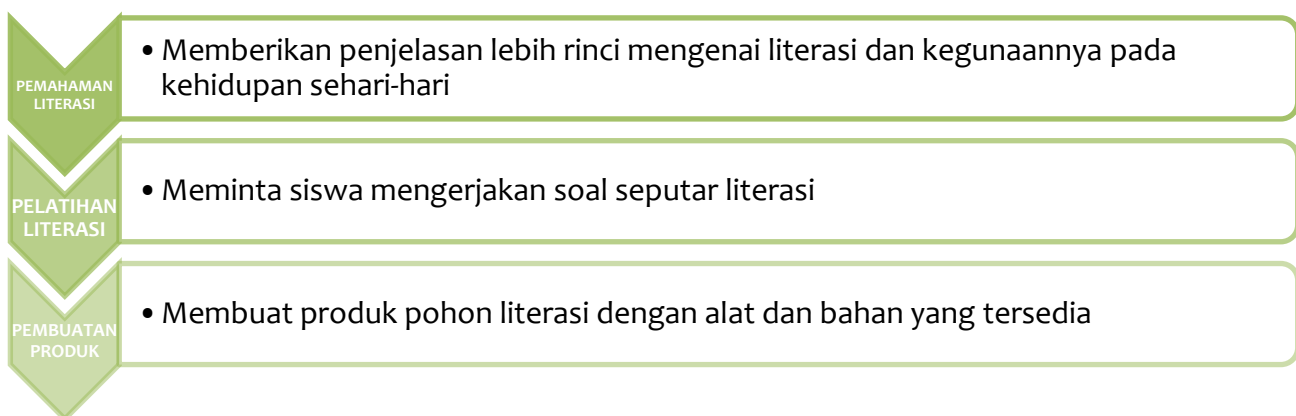 PEMAHAMAN
LITERASI
• Memberikan penjelasan lebih rinci mengenai literasi dan kegunaannya pada
kehidupan sehari-hari
PELATIHAN
LITERASI
• Meminta siswa mengerjakan soal seputar literasi
PEMBUATAN
PRODUK
• Membuat produk pohon literasi dengan alat dan bahan yang tersedia